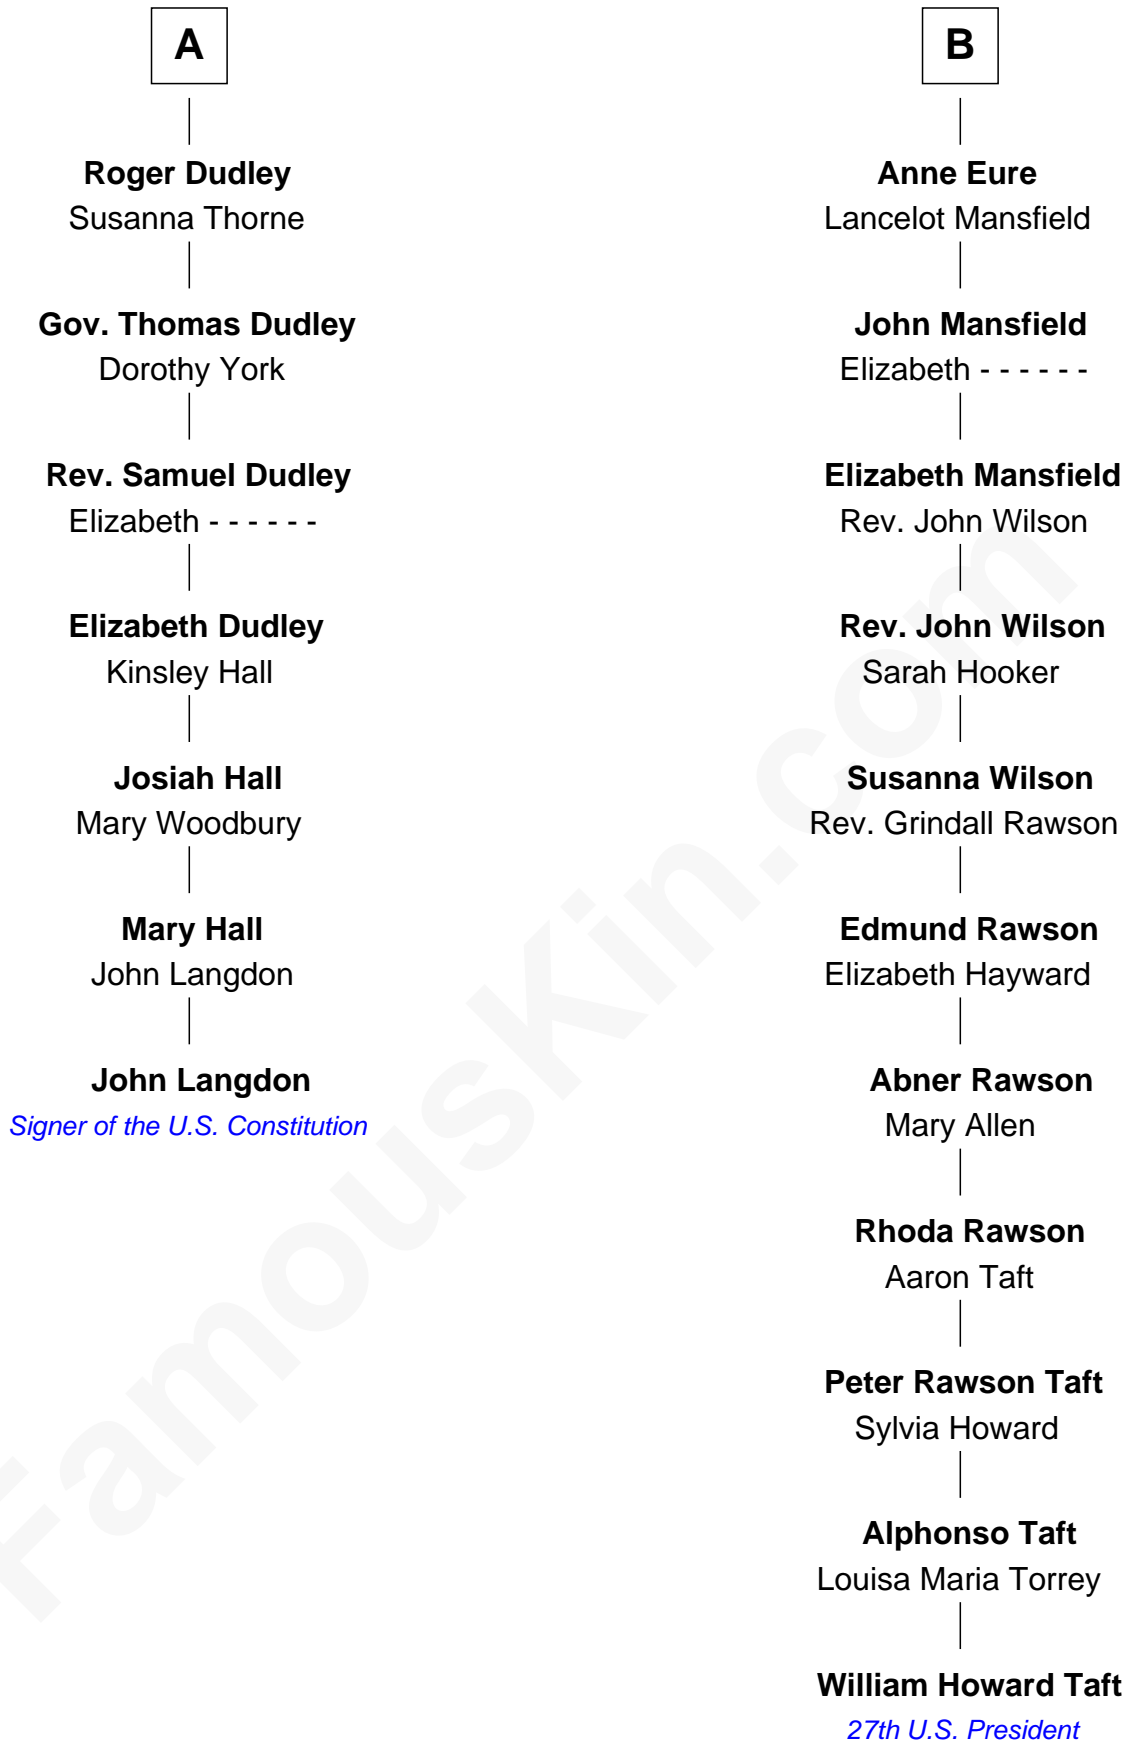 A
Roger Dudley
Susanna Thorne
Gov. Thomas Dudley
Dorothy York
Rev. Samuel Dudley
Elizabeth - - - - - -
Elizabeth Dudley
Kinsley Hall
Josiah Hall
Mary Woodbury
Mary Hall
John Langdon
John Langdon
Signer of the U.S. Constitution
B
Anne Eure
Lancelot Mansfield
John Mansfield
Elizabeth - - - - - -
Elizabeth Mansfield
Rev. John Wilson
Rev. John Wilson
Sarah Hooker
Susanna Wilson
Rev. Grindall Rawson
Edmund Rawson
Elizabeth Hayward
Abner Rawson
Mary Allen
Rhoda Rawson
Aaron Taft
Peter Rawson Taft
Sylvia Howard
Alphonso Taft
Louisa Maria Torrey
William Howard Taft
27th U.S. President
FamousKin.com